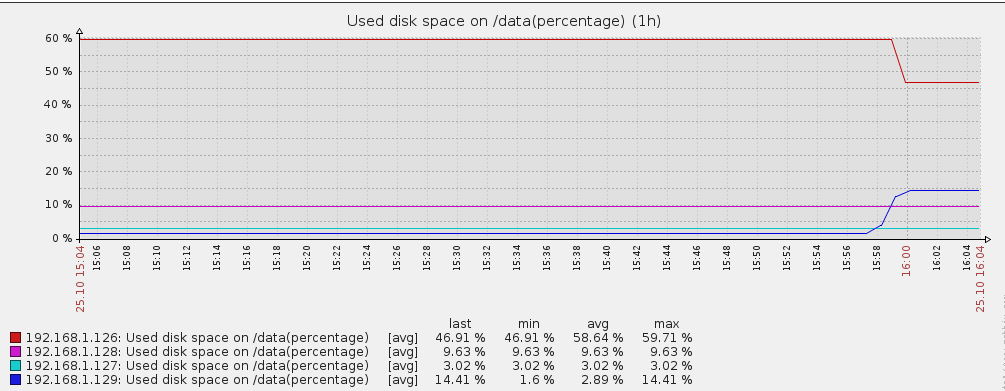 Used disk space on /data(percentage) (1h)
60 %
50 %
40 %
30 %
20 %
10 %
0 %
25.10 15:04 15:06 15:08 15:10 15:12 15:14 15:16 15:18 15:20 15:22 15:24 15:26 15:28 15:30 15:32 15:34 15:36 15:38 15:40 15:42 15:44 15:46 15:48 15:50 15:52 15:54 15:56 15:58 16:00 16:02 16:04 25.10 16:04
last min avg max
192.168.1.126: Used disk space on /data(percentage) [avg] 46.91 % 46.91 % 58.64 % 59.71 %
192.168.1.128: Used disk space on /data(percentage) [avg] 9.63 % 9.63 % 9.63 % 9.63 %
192.168.1.127: Used disk space on /data(percentage) [avg] 3.02 % 3.02 % 3.02 % 3.02 %
192.168.1.129: Used disk space on /data(percentage) [avg] 14.41 % 1.6 % 2.89 % 14.41 %